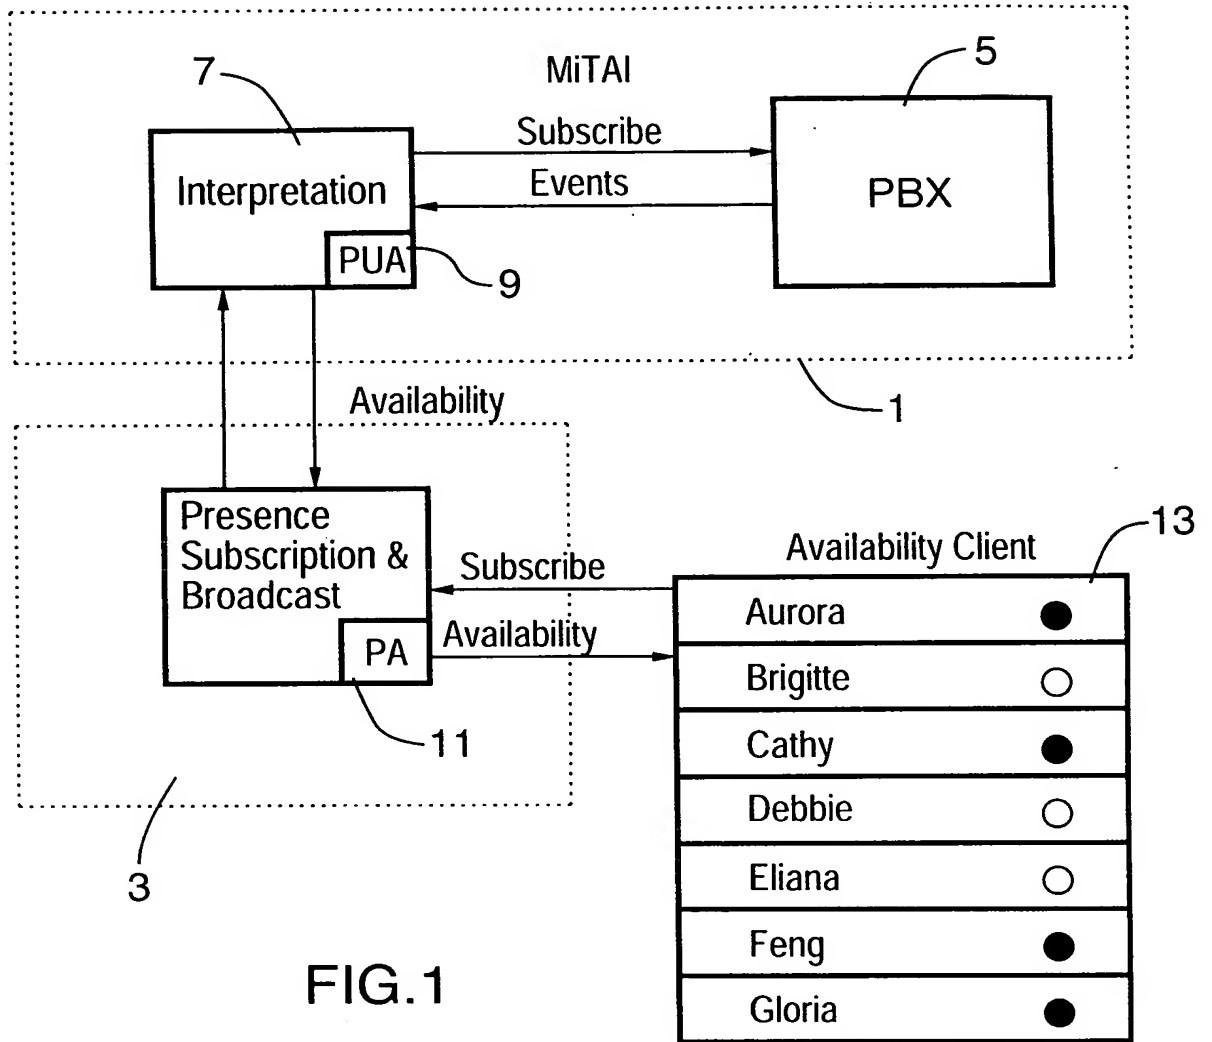 MiTAI
7
5
Subscribe
Interpretation
Events
PBX
PUA
9
Availability
1
Presence
Subscription &
Broadcast
13
Availability Client
Subscribe
Aurora
Availability
PA
Brigitte
11
Cathy
Debbie
3
Eliana
Feng
Gloria
FIG.1